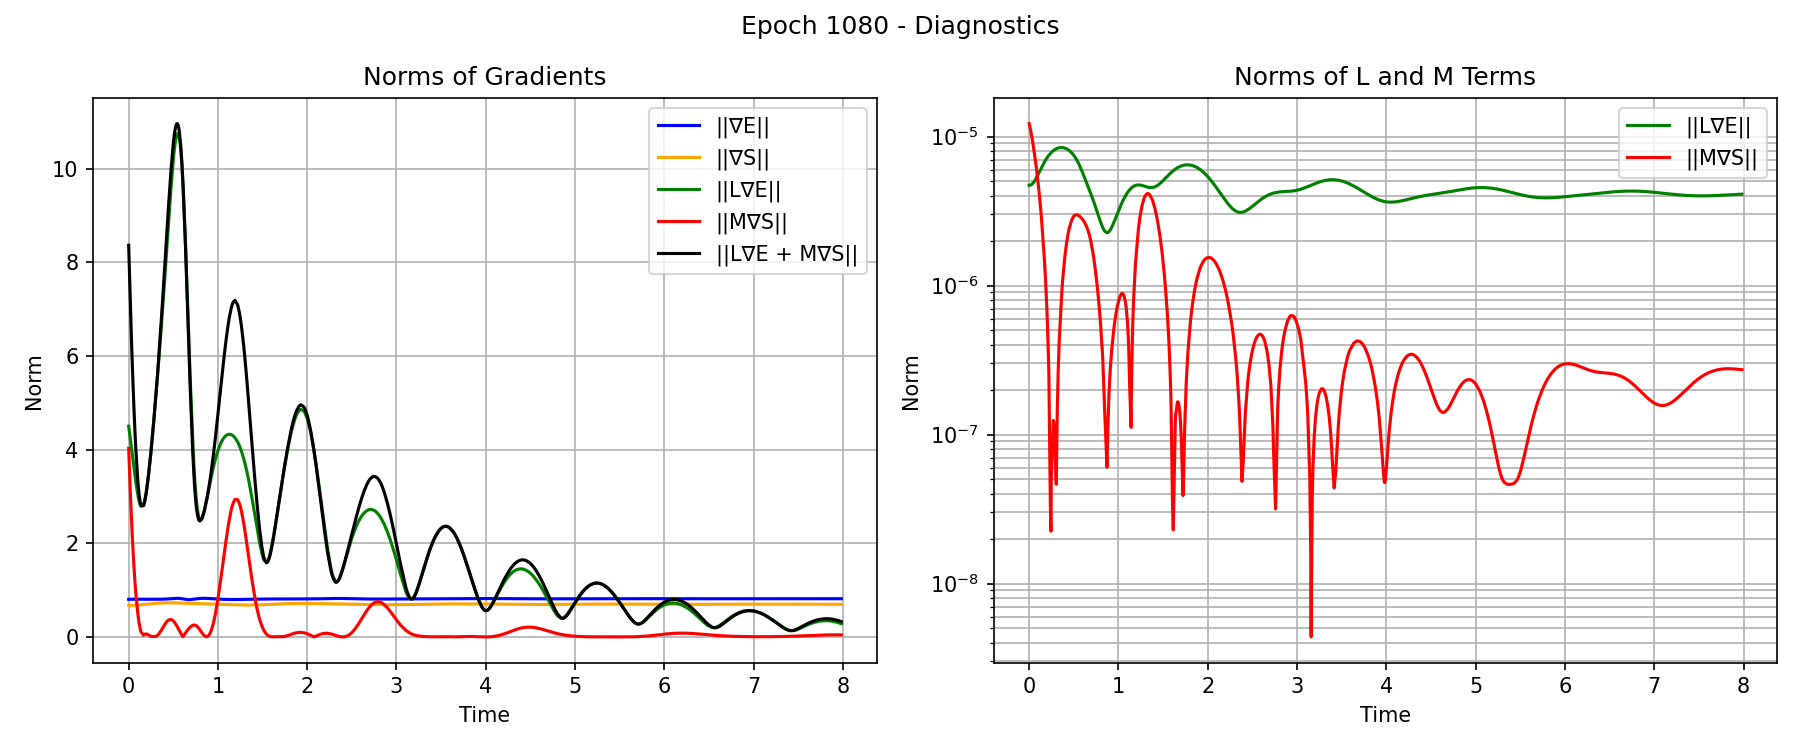 Epoch 1080 - Diagnostics
Norms of Gradients
||∇E||
||∇S||
||L∇E||
||M∇S||
||L∇E + M∇S||
10
8
6
4
2
0
Norm
0 1 2 3 4 5 6 7 8
Time
Norms of L and M Terms
||L∇E||
||M∇S||
10⁻⁵
10⁻⁶
10⁻⁷
10⁻⁸
Norm
0 1 2 3 4 5 6 7 8
Time